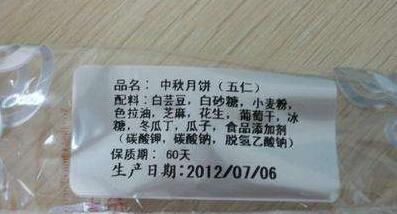 品名： 中秋月饼（五仁）
配料：白芸豆，白砂糖，小麦粉，
色拉油，芝麻，花生，葡萄干，冰
糖，冬瓜丁，瓜子，食品添加剂
（碳酸钾，碳酸钠，脱氢乙酸钠）
保质期： 60天
生产日期:2012/07/06